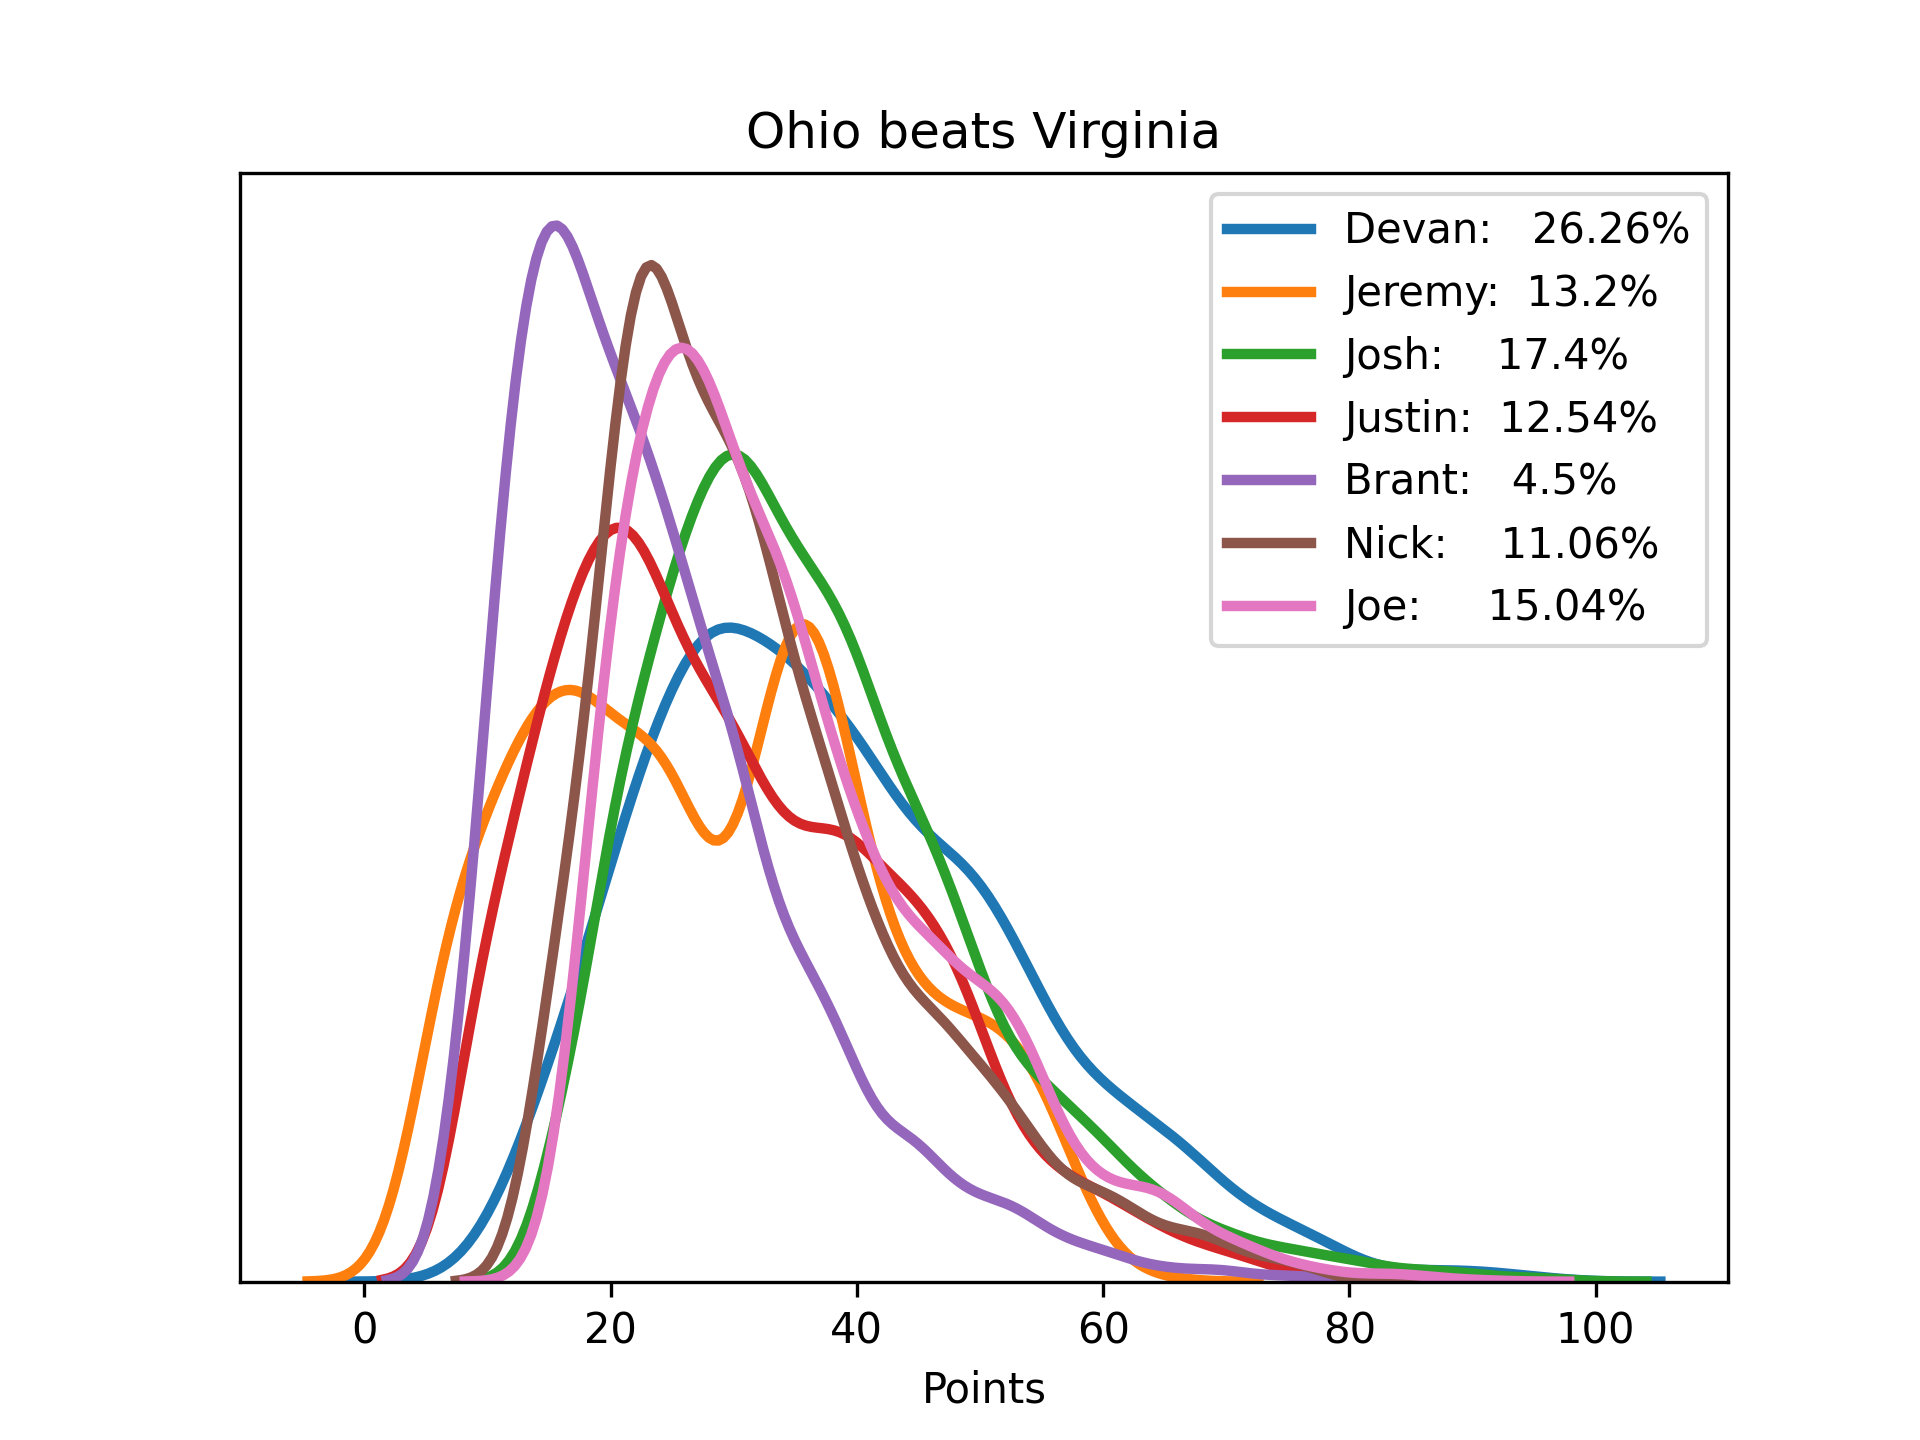 Ohio beats Virginia
Devan: 26.26%
Jeremy: 13.2%
Josh: 17.4%
Justin: 12.54%
Brant: 4.5%
Nick: 11.06%
Joe: 15.04%
0 20 40 60 80 100
Points